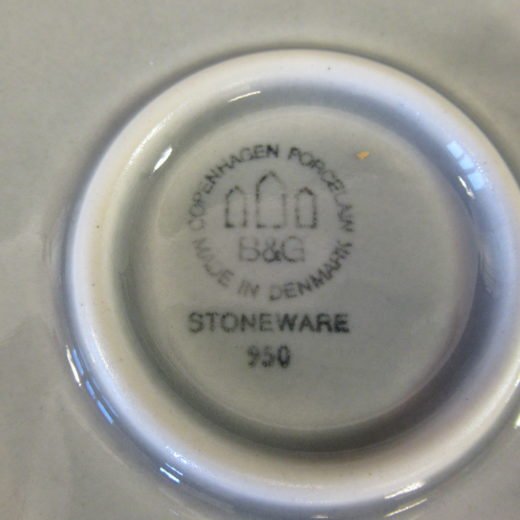 COPENHAGEN PORCELAIN
B&G
MADE IN DENMARK
STONEWARE
950